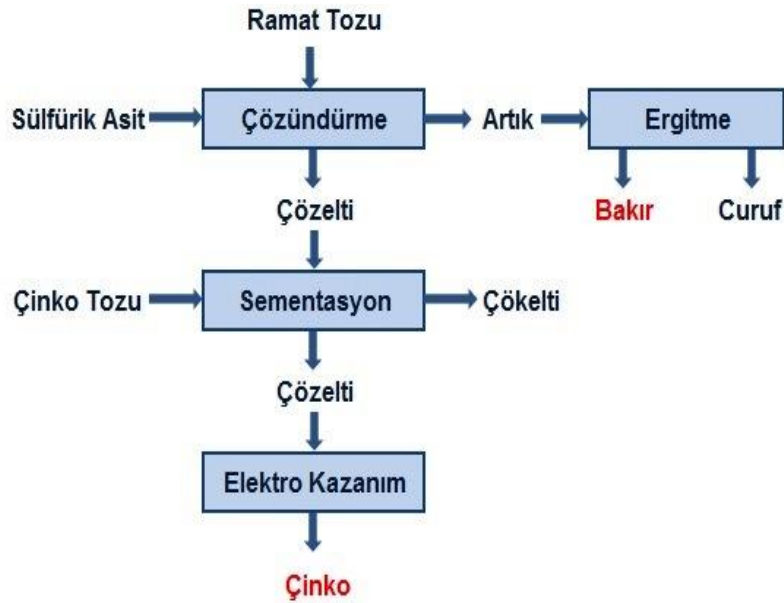 Ramat Tozu
Sülfürik Asit
Çözündürme
Artık
Ergitme
Çözelti
Bakır
Curuf
Çinko Tozu
Sementasyon
Çökelti
Çözelti
Elektro Kazanım
Çinko